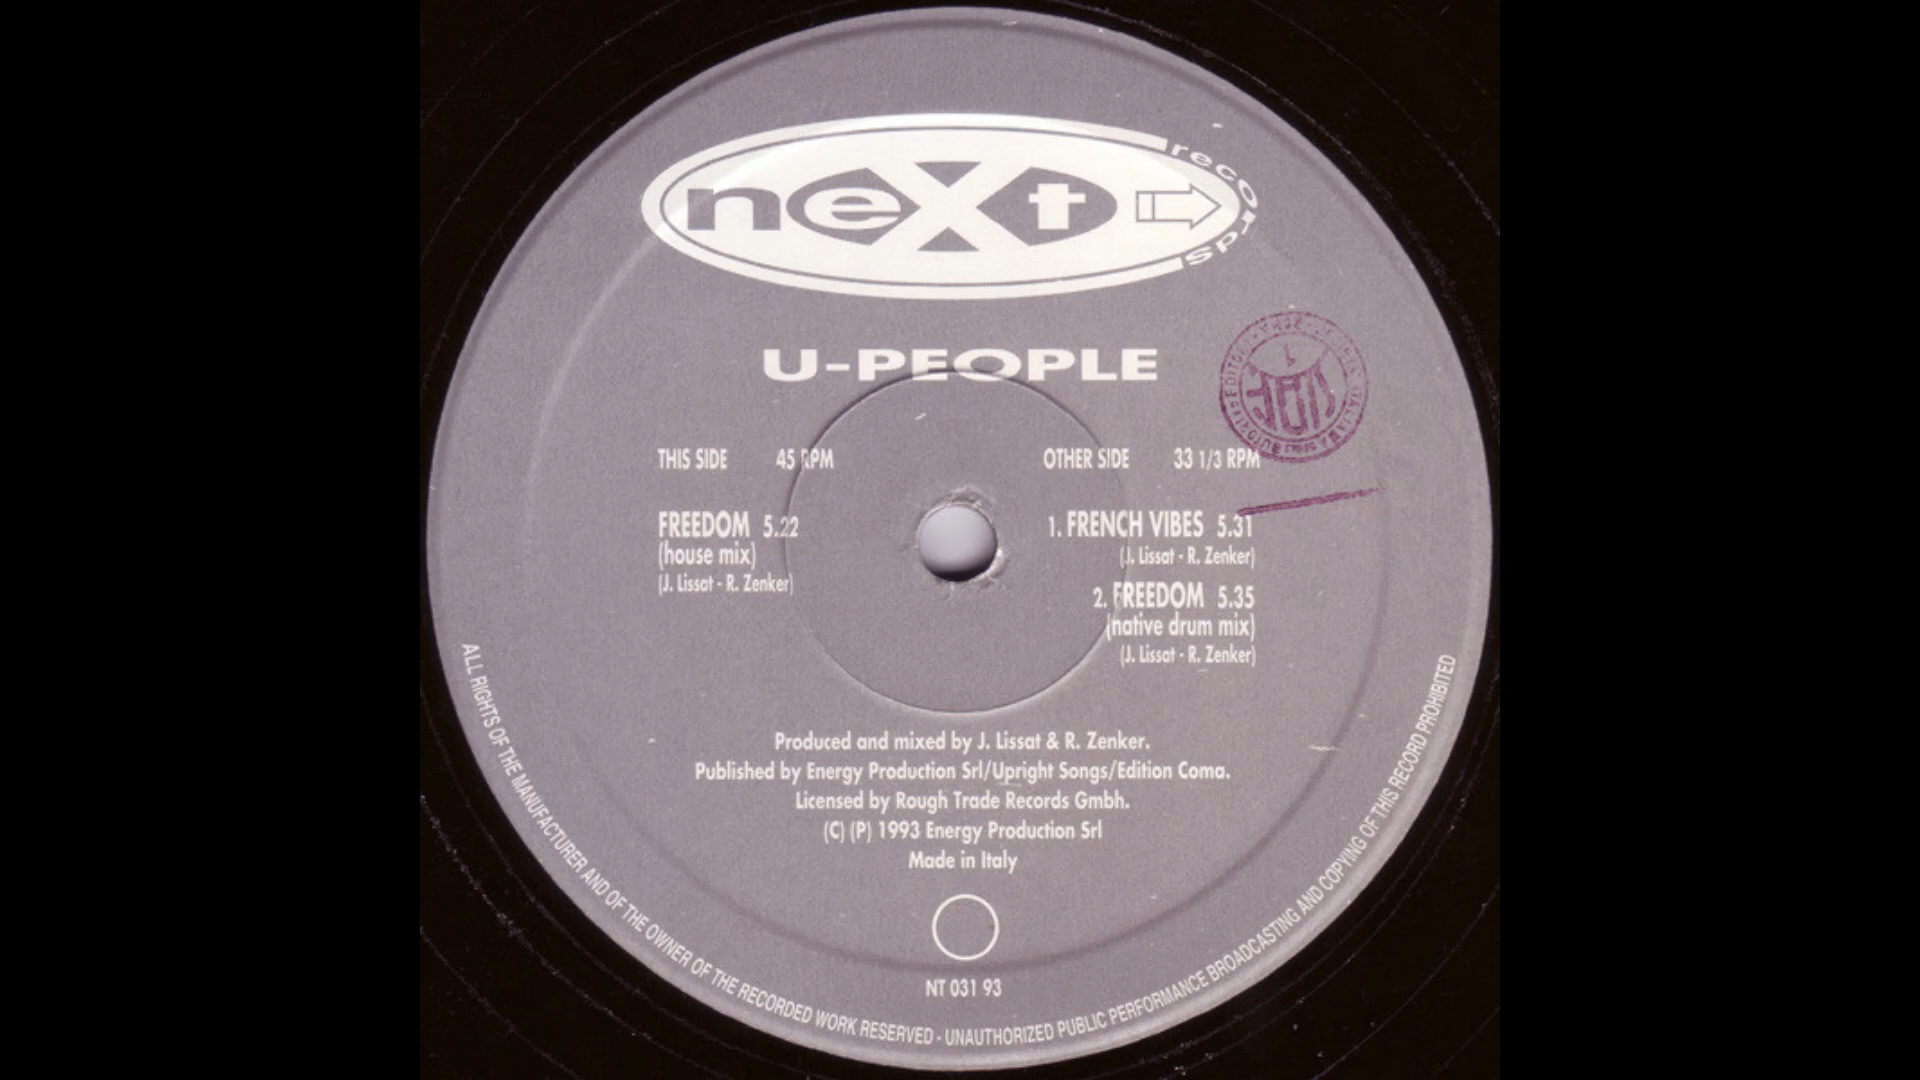 next
records
U-PEOPLE
THIS SIDE 45 RPM
FREEDOM 5.22
(house mix)
(J. Lissat - R. Zenker)
OTHER SIDE 33 1/3 RPM
1. FRENCH VIBES 5.31
(J. Lissat - R. Zenker)
2. FREEDOM 5.35
(native drum mix)
(J. Lissat - R. Zenker)
Produced and mixed by J. Lissat & R. Zenker.
Published by Energy Production Srl/Upright Songs/Edition Coma.
Licensed by Rough Trade Records Gmbh.
(C) (P) 1993 Energy Production Srl
Made in Italy
NT 031 93
ALL RIGHTS OF THE MANUFACTURER AND OF THE OWNER OF THE RECORDED WORK RESERVED - UNAUTHORIZED PUBLIC PERFORMANCE BROADCASTING AND COPYING OF THIS RECORD PROHIBITED